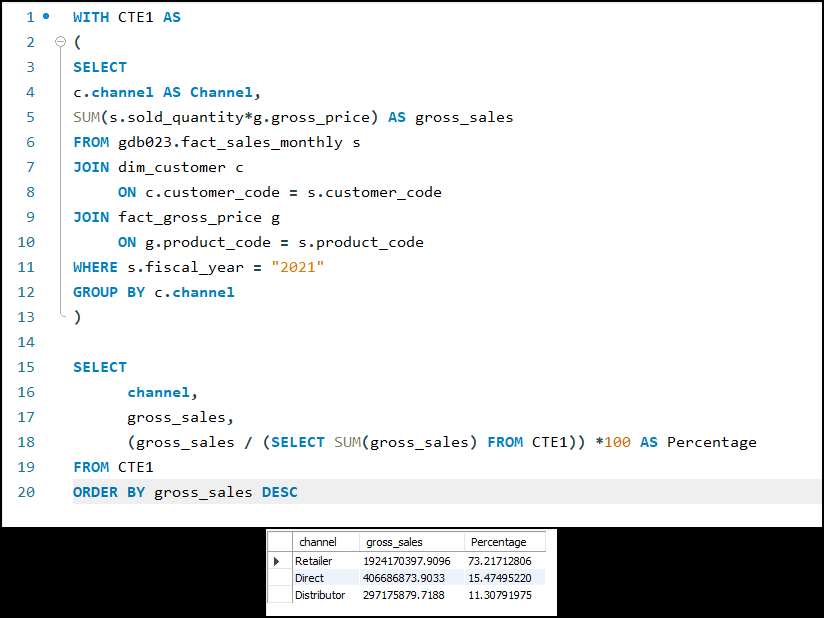 1 WITH CTE1 AS
2 (
3 SELECT
4 c.channel AS Channel,
5 SUM(s.sold_quantity*g.gross_price) AS gross_sales
6 FROM gdb023.fact_sales_monthly s
7 JOIN dim_customer c
8 ON c.customer_code = s.customer_code
9 JOIN fact_gross_price g
10 ON g.product_code = s.product_code
11 WHERE s.fiscal_year = "2021"
12 GROUP BY c.channel
13 )
14
15 SELECT
16 channel,
17 gross_sales,
18 (gross_sales / (SELECT SUM(gross_sales) FROM CTE1)) *100 AS Percentage
19 FROM CTE1
20 ORDER BY gross_sales DESC
channel gross_sales Percentage
Retailer 1924170397.9096 73.21712806
Direct 406686873.9033 15.47495220
Distributor 297175879.7188 11.30791975